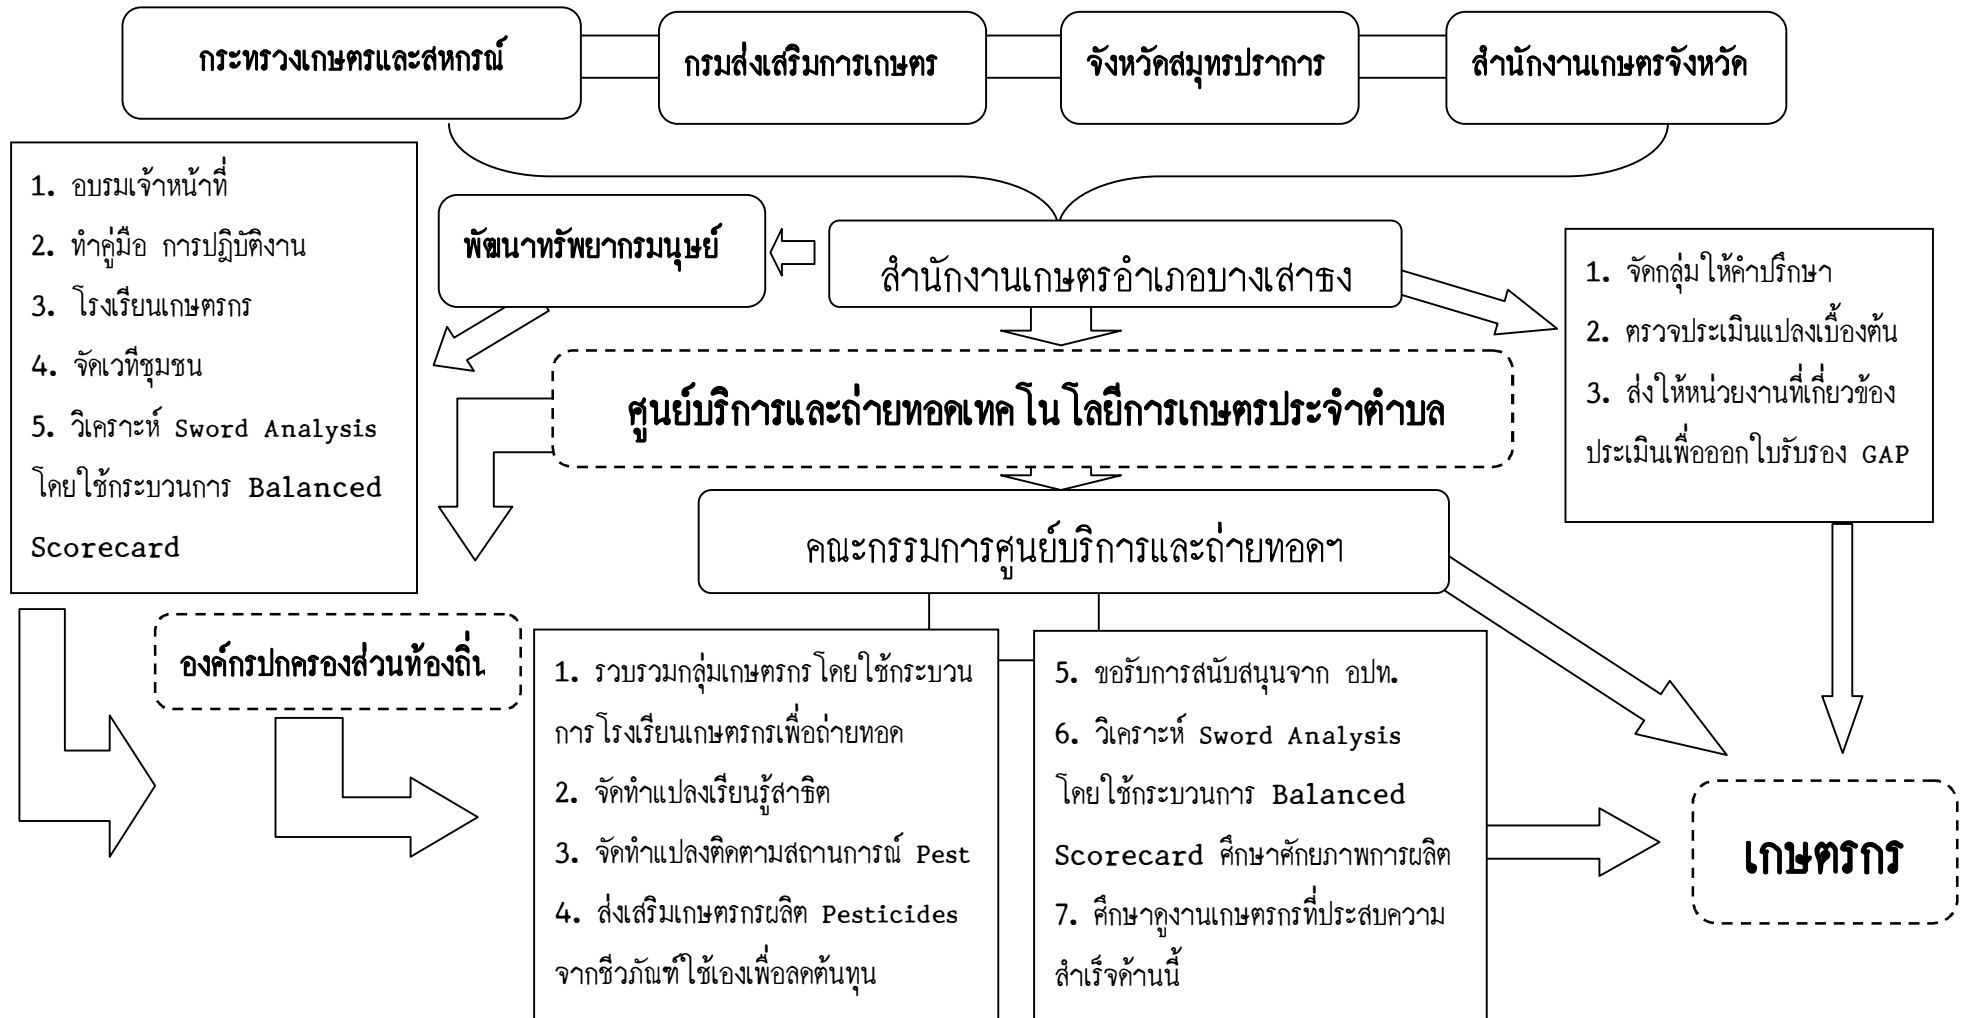 กระทรวงเกษตรและสหกรณ์
กรมส่งเสริมการเกษตร
จังหวัดสมุทรปราการ
สำนักงานเกษตรจังหวัด
1. อบรมเจ้าหน้าที่
2. ทำคู่มือ การปฏิบัติงาน
3. โรงเรียนเกษตรกร
4. จัดเวทีชุมชน
5. วิเคราะห์ Sword Analysis
โดยใช้กระบวนการ Balanced
Scorecard
พัฒนาทรัพยากรมนุษย์
สำนักงานเกษตรอำเภอบางเสาธง
1. จัดกลุ่มให้คำปรึกษา
2. ตรวจประเมินแปลงเบื้องต้น
3. ส่งให้หน่วยงานที่เกี่ยวข้อง
ประเมินเพื่อออกใบรับรอง GAP
ศูนย์บริการและถ่ายทอดเทคโนโลยีการเกษตรประจำตำบล
คณะกรรมการศูนย์บริการและถ่ายทอดฯ
องค์กรปกครองส่วนท้องถิ่น
1. รวบรวมกลุ่มเกษตรกรโดยใช้กระบวน
การโรงเรียนเกษตรกรเพื่อถ่ายทอด
2. จัดทำแปลงเรียนรู้สาธิต
3. จัดทำแปลงติดตามสถานการณ์ Pest
4. ส่งเสริมเกษตรกรผลิต Pesticides
จากชีวภัณฑ์ใช้เองเพื่อลดต้นทุน
5. ขอรับการสนับสนุนจาก อปท.
6. วิเคราะห์ Sword Analysis
โดยใช้กระบวนการ Balanced
Scorecard ศึกษาศักยภาพการผลิต
7. ศึกษาดูงานเกษตรกรที่ประสบความ
สำเร็จด้านนี้
เกษตรกร